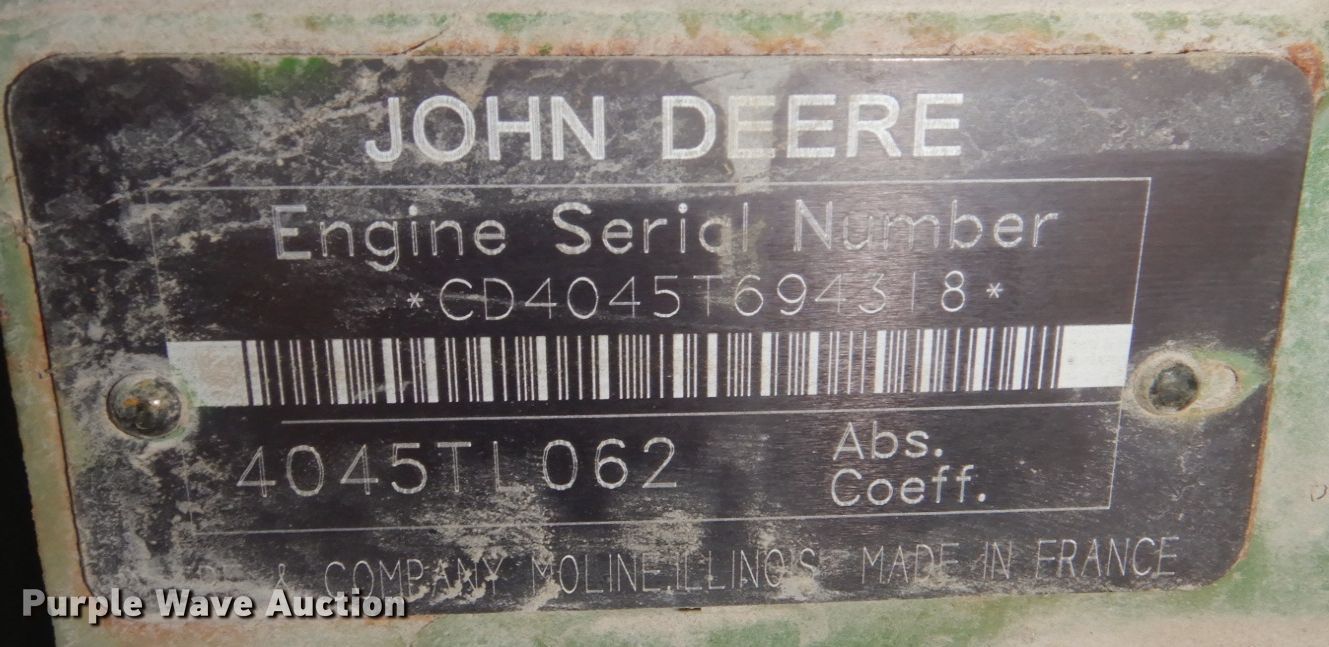 JOHN DEERE
Engine Serial Number
*CD4045T694318*
4045TL062
Abs.
Coeff.
& COMPANY MOLINE,ILLINOIS MADE IN FRANCE
Purple Wave Auction